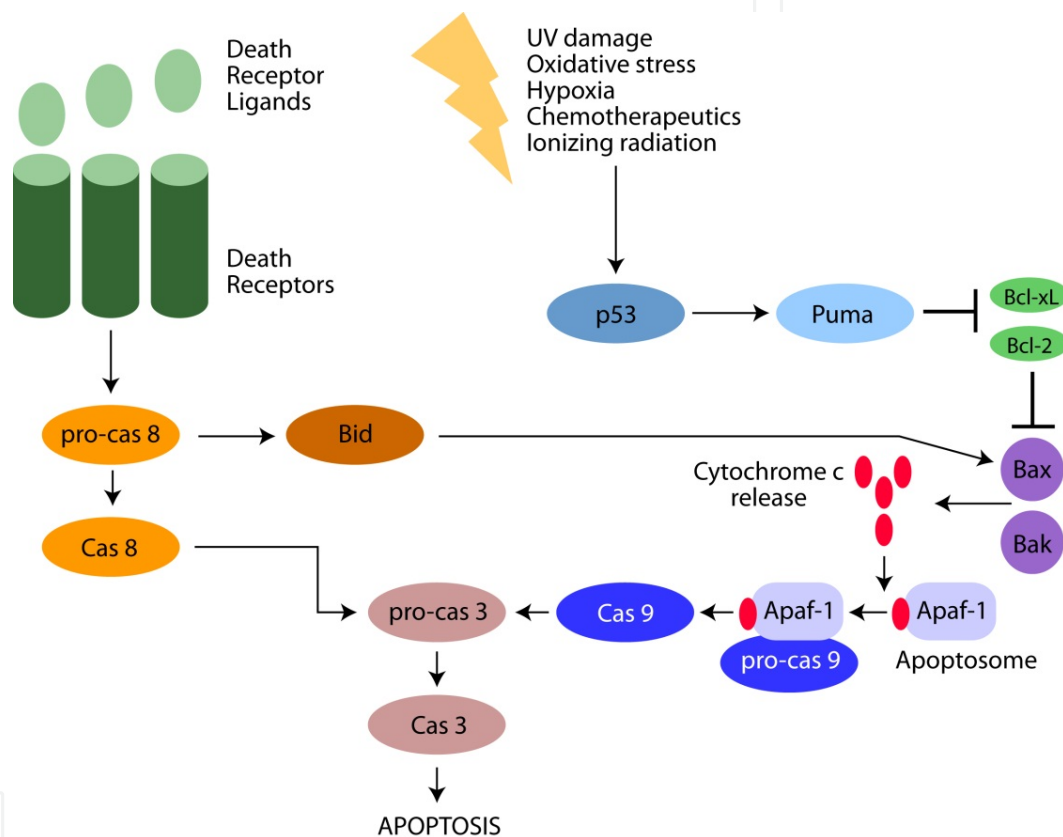 Death
Receptor
Ligands
UV damage
Oxidative stress
Hypoxia
Chemotherapeutics
Ionizing radiation
Death
Receptors
p53
Puma
Bcl-xL
Bcl-2
pro-cas 8
Bid
Bax
Cytochrome c
release
Bak
Cas 8
pro-cas 3
Cas 9
Apaf-1
pro-cas 9
Apaf-1
Apoptosome
Cas 3
APOPTOSIS